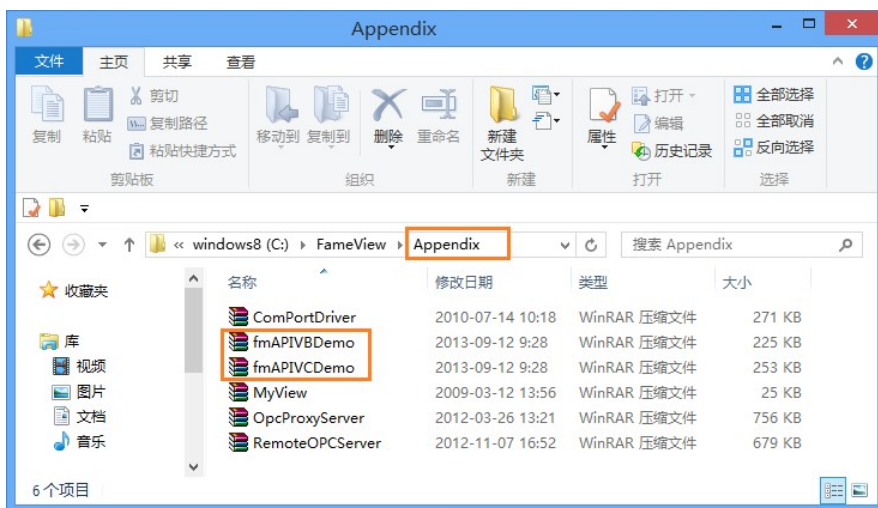 Appendix
文件 主页 共享 查看
复制
粘贴
剪切
复制路径
粘贴快捷方式
移动到 复制到 删除 重命名
新建
文件夹
属性
打开
编辑
历史记录
全部选择
全部取消
反向选择
剪贴板 组织 新建 打开 选择
« windows8 (C:) FameView Appendix 搜索 Appendix
收藏夹
库
视频
图片
文档
音乐
名称 修改日期 类型 大小
ComPortDriver 2010-07-14 10:18 WinRAR 压缩文件 271 KB
fmAPIVBDemo 2013-09-12 9:28 WinRAR 压缩文件 225 KB
fmAPIVCDemo 2013-09-12 9:28 WinRAR 压缩文件 253 KB
MyView 2009-03-12 13:56 WinRAR 压缩文件 25 KB
OpcProxyServer 2012-03-26 13:21 WinRAR 压缩文件 756 KB
RemoteOPCServer 2012-11-07 16:52 WinRAR 压缩文件 679 KB
6 个项目